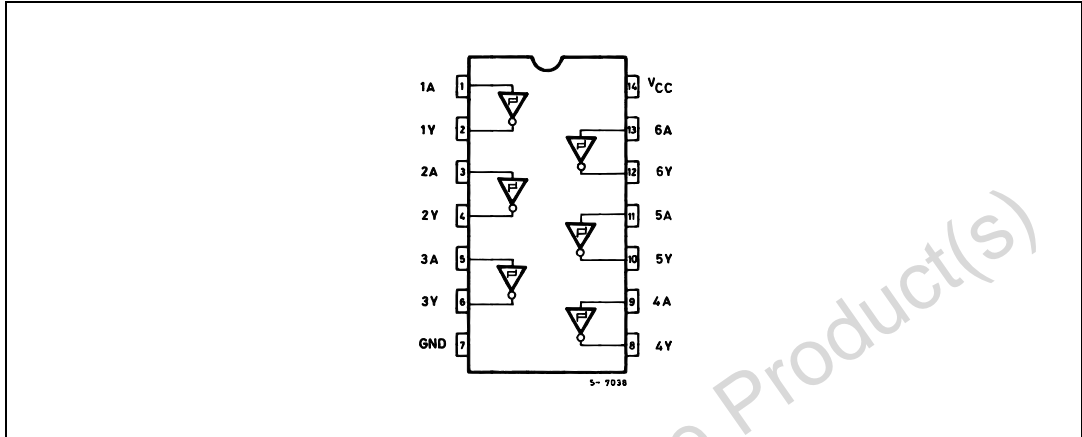 1A 1 14 VCC
1Y 2 13 6A
2A 3 12 6Y
2Y 4 11 5A
3A 5 10 5Y
3Y 6 9 4A
GND 7 8 4Y
S- 7038
Product(s)